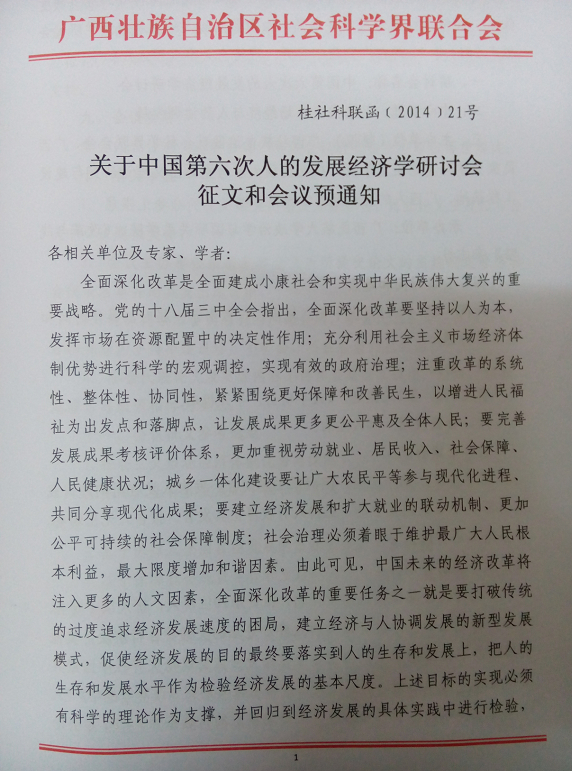 广西壮族自治区社会科学界联合会
桂社科联函﹝2014﹞21号
关于中国第六次人的发展经济学研讨会
征文和会议预通知
各相关单位及专家、学者：
全面深化改革是全面建成小康社会和实现中华民族伟大复兴的重
要战略。党的十八届三中全会指出，全面深化改革要坚持以人为本，
发挥市场在资源配置中的决定性作用；充分利用社会主义市场经济体
制优势进行科学的宏观调控，实现有效的政府治理；注重改革的系统
性、整体性、协同性，紧紧围绕更好保障和改善民生，以增进人民福
祉为出发点和落脚点，让发展成果更多更公平惠及全体人民；要完善
发展成果考核评价体系，更加重视劳动就业、居民收入、社会保障、
人民健康状况；城乡一体化建设要让广大农民平等参与现代化进程、
共同分享现代化成果；要建立经济发展和扩大就业的联动机制、更加
公平可持续的社会保障制度；社会治理必须着眼于维护最广大人民根
本利益，最大限度增加和谐因素。由此可见，中国未来的经济改革将
注入更多的人文因素，全面深化改革的重要任务之一就是要打破传统
的过度追求经济发展速度的困局，建立经济与人协调发展的新型发展
模式，促使经济发展的目的最终要落实到人的生存和发展上，把人的
生存和发展水平作为检验经济发展的基本尺度。上述目标的实现必须
有科学的理论作为支撑，并回归到经济发展的具体实践中进行检验，
1